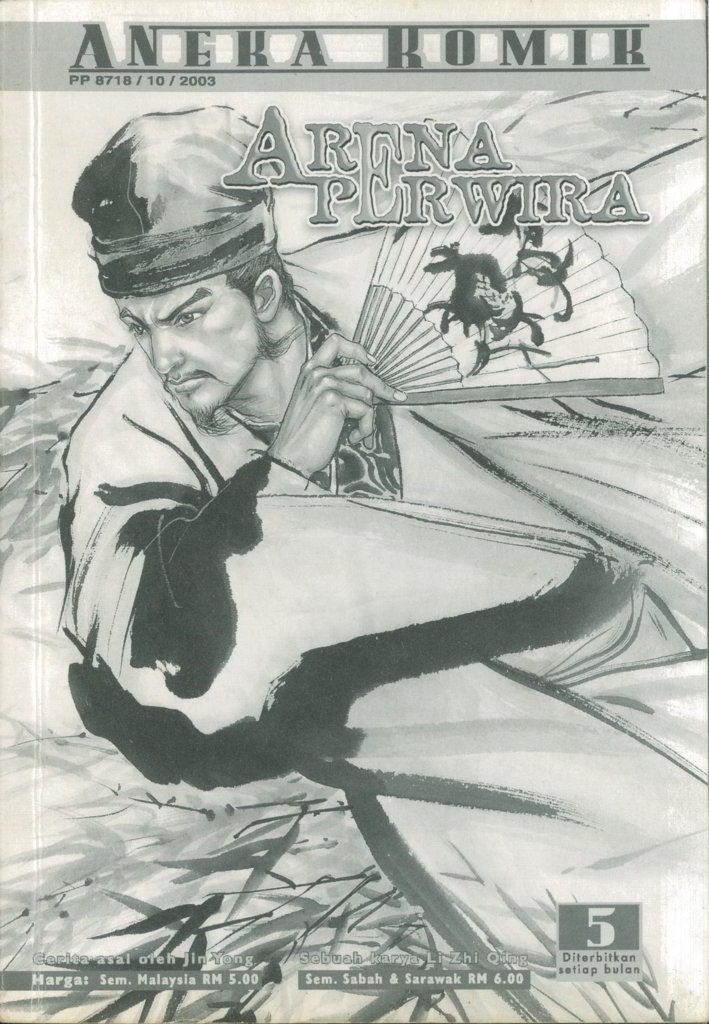 ANEKA KOMIK
PP 8718 / 10 / 2003
ARENA
PERWIRA
5
Diterbitkan
setiap bulan
Cerita asal oleh Jin Yong
Sebuah karya Li Zhi Qing
Harga: Sem. Malaysia RM 5.00
Sem. Sabah & Sarawak RM 6.00